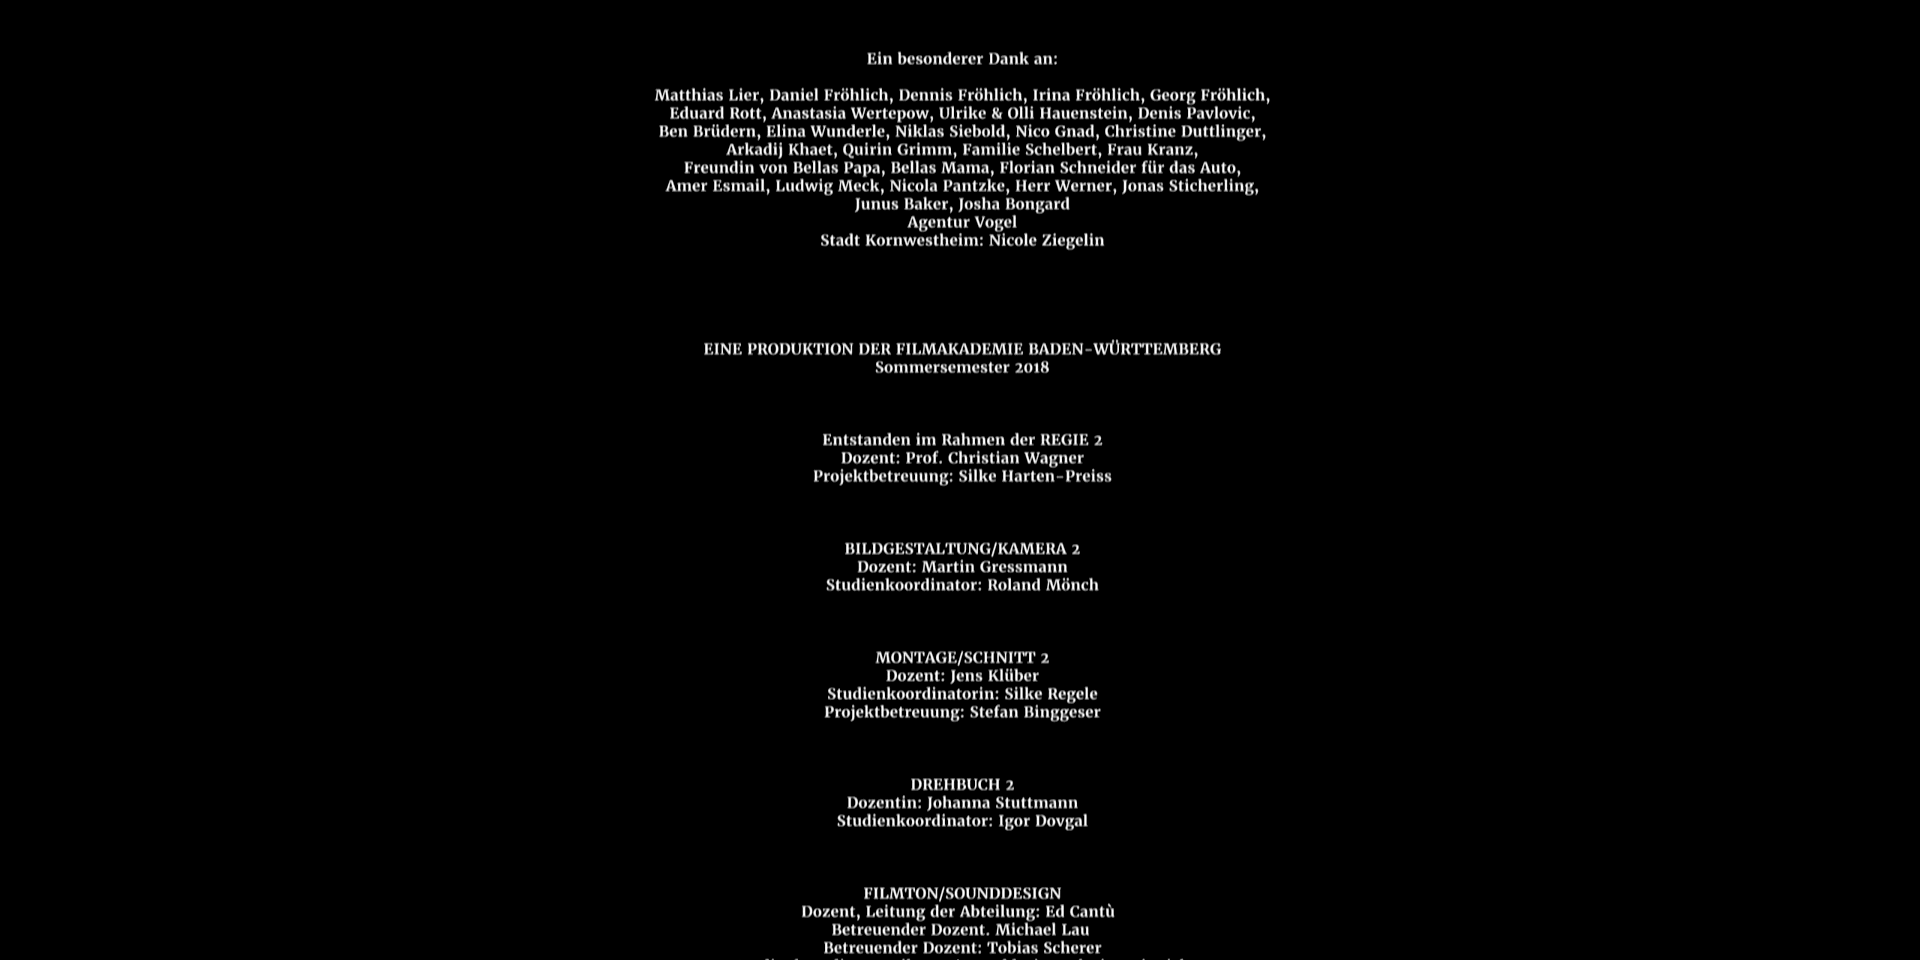 Ein besonderer Dank an:
Matthias Lier, Daniel Fröhlich, Dennis Fröhlich, Irina Fröhlich, Georg Fröhlich,
Eduard Rott, Anastasia Wertepow, Ulrike & Olli Hauenstein, Denis Pavlovic,
Ben Brüdern, Elina Wunderle, Niklas Siebold, Nico Gnad, Christine Duttlinger,
Arkadij Khaet, Quirin Grimm, Familie Schelbert, Frau Kranz,
Freundin von Bellas Papa, Bellas Mama, Florian Schneider für das Auto,
Amer Esmail, Ludwig Meck, Nicola Pantzke, Herr Werner, Jonas Sticherling,
Junus Baker, Josha Bongard
Agentur Vogel
Stadt Kornwestheim: Nicole Ziegelin
EINE PRODUKTION DER FILMAKADEMIE BADEN-WÜRTTEMBERG
Sommersemester 2018
Entstanden im Rahmen der REGIE 2
Dozent: Prof. Christian Wagner
Projektbetreuung: Silke Harten-Preiss
BILDGESTALTUNG/KAMERA 2
Dozent: Martin Gressmann
Studienkoordinator: Roland Mönch
MONTAGE/SCHNITT 2
Dozent: Jens Klüber
Studienkoordinatorin: Silke Regele
Projektbetreuung: Stefan Binggeser
DREHBUCH 2
Dozentin: Johanna Stuttmann
Studienkoordinator: Igor Dovgal
FILMTON/SOUNDDESIGN
Dozent, Leitung der Abteilung: Ed Cantù
Betreuender Dozent. Michael Lau
Betreuender Dozent: Tobias Scherer